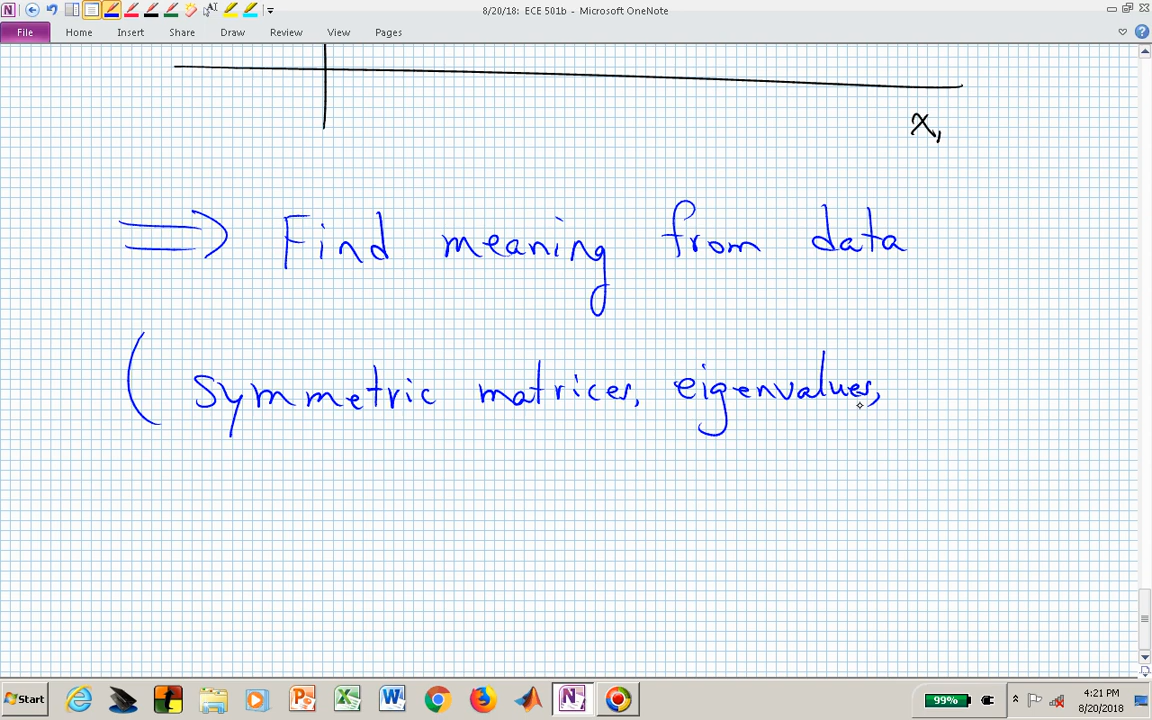 8/20/18: ECE 501b - Microsoft OneNote
File Home Insert Share Draw Review View Pages
x₁
⇒ Find meaning from data
( symmetric matrices, eigenvalues,
Start
99%
4:21 PM
8/20/2018